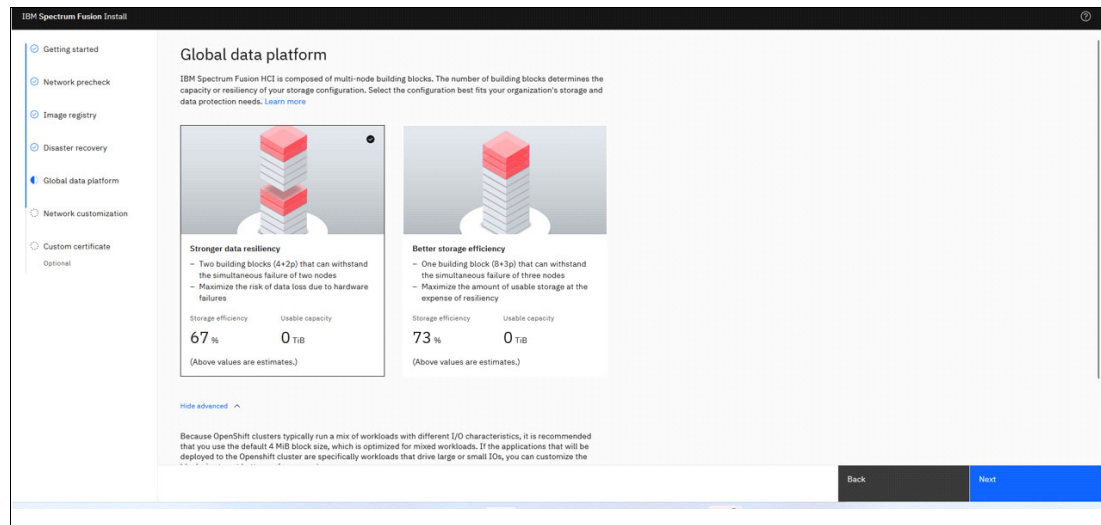 IBM Spectrum Fusion Install
Getting started
Network precheck
Image registry
Disaster recovery
Global data platform
Network customization
Custom certificate
Optional
Global data platform
IBM Spectrum Fusion HCI is composed of multi-node building blocks. The number of building blocks determines the
capacity or resiliency of your storage configuration. Select the configuration best fits your organization's storage and
data protection needs. Learn more
Stronger data resiliency
– Two building blocks (4+2p) that can withstand
the simultaneous failure of two nodes
– Maximize the risk of data loss due to hardware
failures
Storage efficiency Usable capacity
67 % 0 TiB
(Above values are estimates.)
Better storage efficiency
– One building block (8+3p) that can withstand
the simultaneous failure of three nodes
– Maximize the amount of usable storage at the
expense of resiliency
Storage efficiency Usable capacity
73 % 0 TiB
(Above values are estimates.)
Hide advanced
Because OpenShift clusters typically run a mix of workloads with different I/O characteristics, it is recommended
that you use the default 4 MiB block size, which is optimized for mixed workloads. If the applications that will be
deployed to the Openshift cluster are specifically workloads that drive large or small IOs, you can customize the
Back
Next